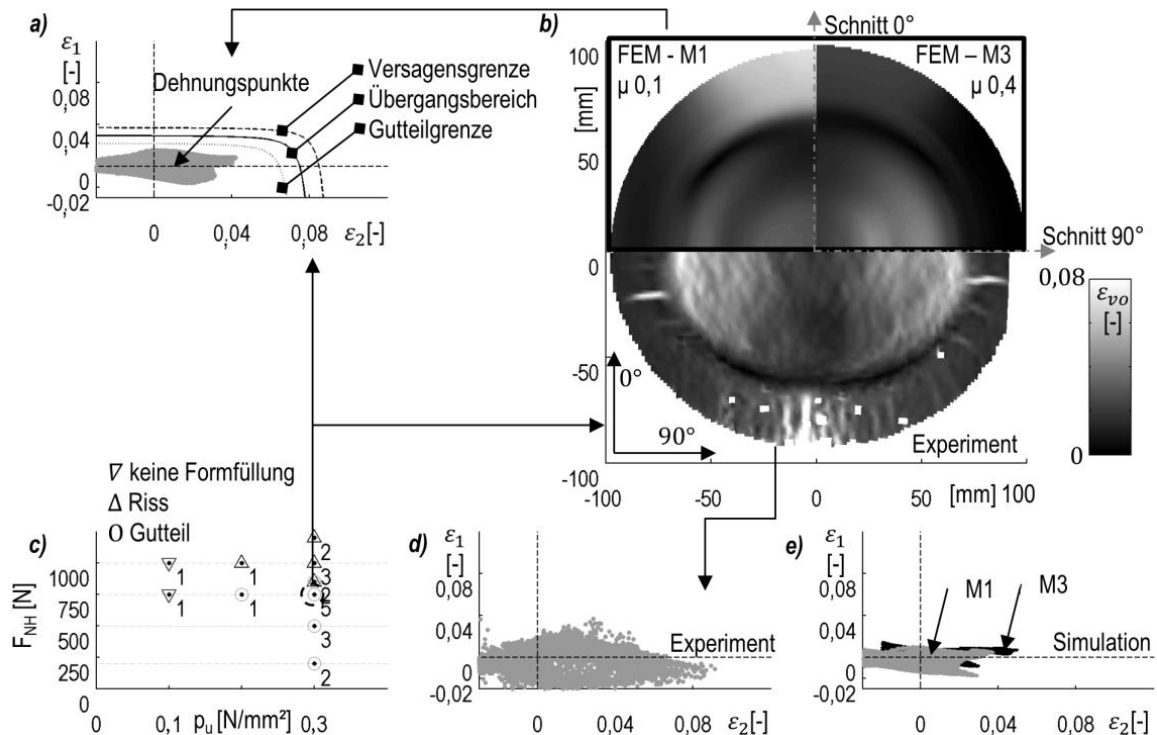 a)
ε1
[-]
0,08
0,04
0
-0,02
Dehnungspunkte
Versagensgrenze
Übergangsbereich
Gutteilgrenze
0
0,04
0,08
ε2[-]
b)
Schnitt 0°
100
[mm]
50
0
-50
-100
FEM - M1
μ 0,1
FEM – M3
μ 0,4
Schnitt 90°
0,08
εvo
[-]
0
0°
90°
Experiment
-100
-50
0
50
[mm] 100
∇ keine Formfüllung
Δ Riss
O Gutteil
c)
FNH [N]
1000
750
500
250
0
1
1
1
1
2
3
2
5
3
2
0
0,1
pu [N/mm²]
0,3
d)
ε1
[-]
0,04
0
-0,02
Experiment
0
0,04
0,08
ε2[-]
e)
ε1
[-]
0,04
0
-0,02
M1
M3
Simulation
0
0,04
0,08
ε2[-]